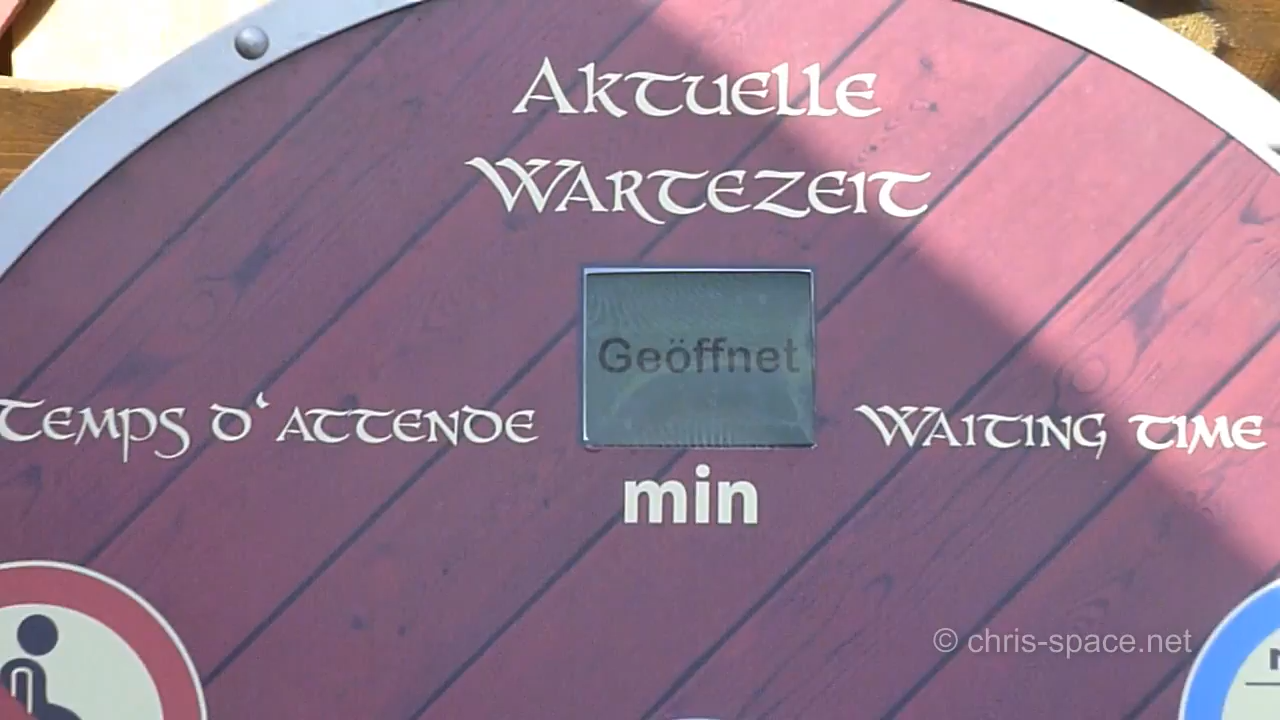 Aktuelle
Wartezeit
Geöffnet
Temps d'attende
Waiting time
min
© chris-space.net